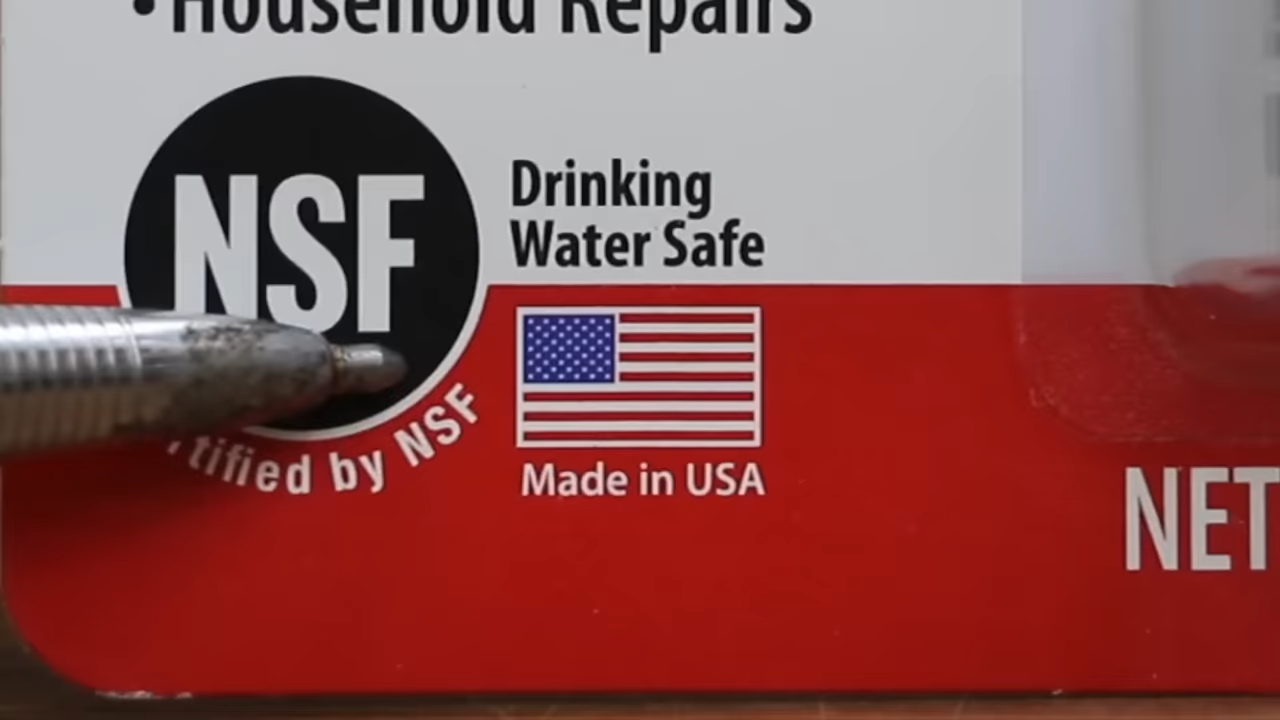 • Household Repairs
NSF
Drinking
Water Safe
tified by NSF
Made in USA
NET